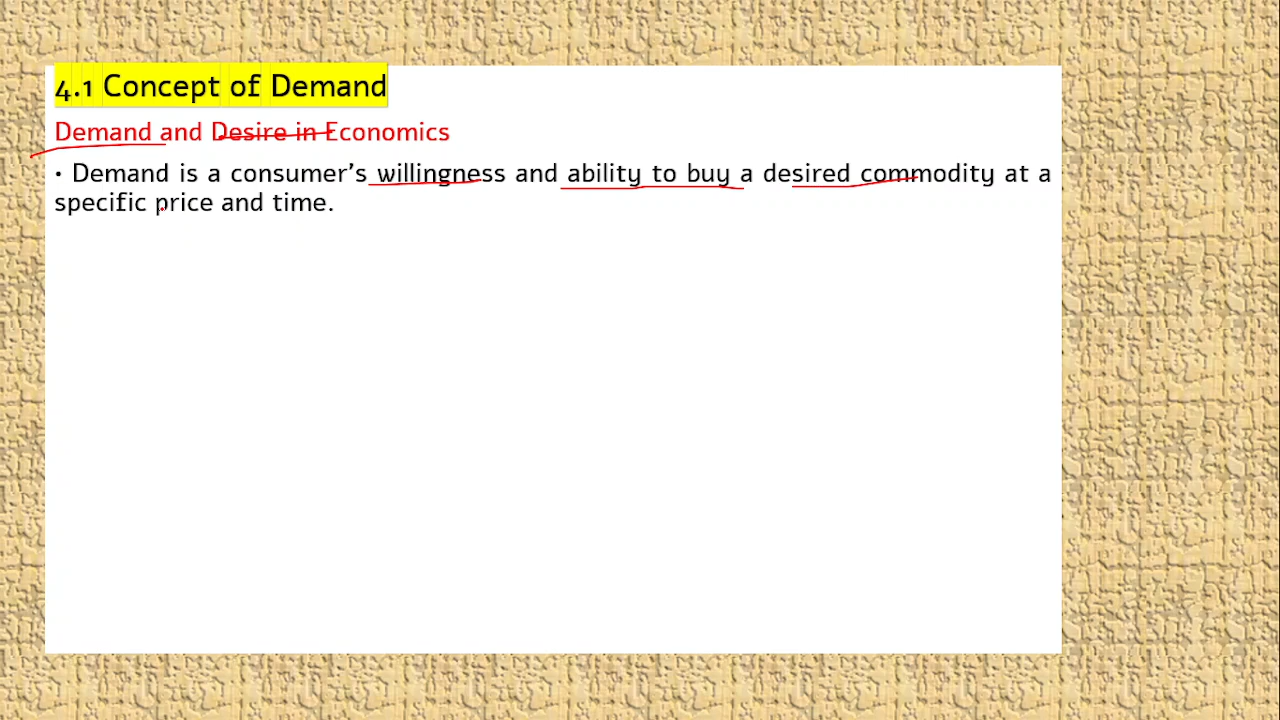 4.1 Concept of Demand
Demand and Desire in Economics
• Demand is a consumer’s willingness and ability to buy a desired commodity at a
specific price and time.